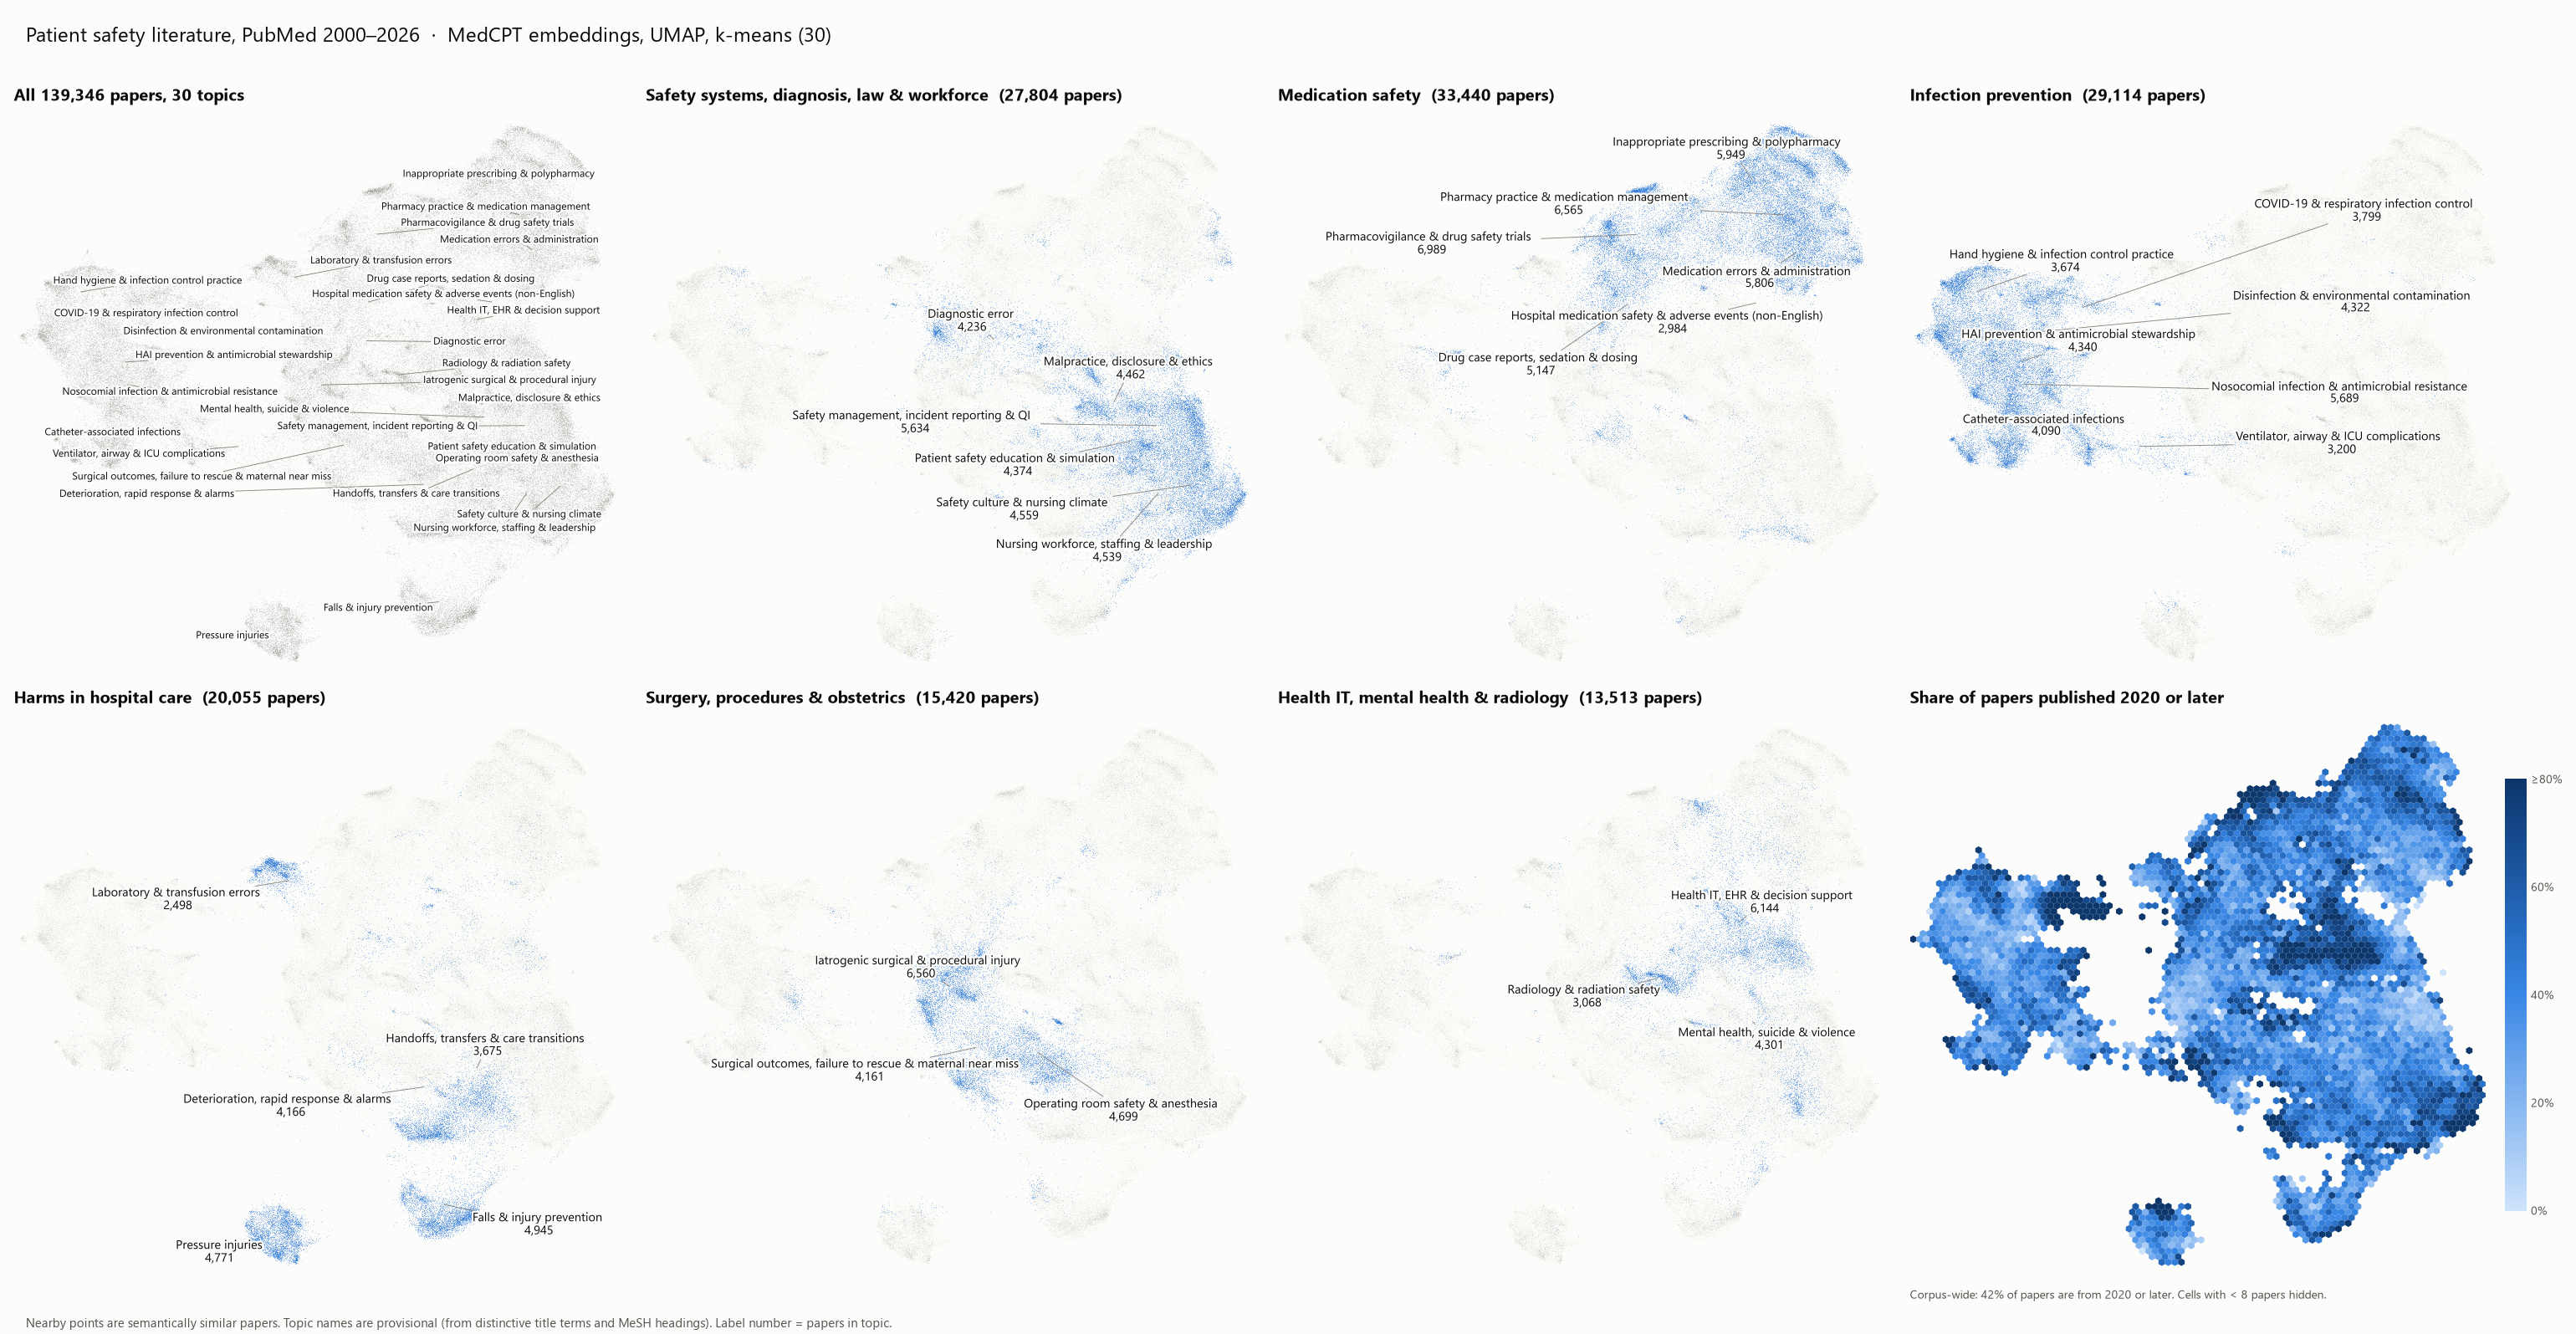 Patient safety literature, PubMed 2000–2026 · MedCPT embeddings, UMAP, k-means (30)
All 139,346 papers, 30 topics
Inappropriate prescribing & polypharmacy
Pharmacy practice & medication management
Pharmacovigilance & drug safety trials
Medication errors & administration
Laboratory & transfusion errors
Hand hygiene & infection control practice
Drug case reports, sedation & dosing
Hospital medication safety & adverse events (non-English)
COVID-19 & respiratory infection control
Health IT, EHR & decision support
Disinfection & environmental contamination
Diagnostic error
HAI prevention & antimicrobial stewardship
Radiology & radiation safety
Iatrogenic surgical & procedural injury
Nosocomial infection & antimicrobial resistance
Malpractice, disclosure & ethics
Mental health, suicide & violence
Safety management, incident reporting & QI
Catheter-associated infections
Patient safety education & simulation
Ventilator, airway & ICU complications
Operating room safety & anesthesia
Surgical outcomes, failure to rescue & maternal near miss
Deterioration, rapid response & alarms
Handoffs, transfers & care transitions
Safety culture & nursing climate
Nursing workforce, staffing & leadership
Falls & injury prevention
Pressure injuries
Safety systems, diagnosis, law & workforce (27,804 papers)
Diagnostic error
4,236
Malpractice, disclosure & ethics
4,462
Safety management, incident reporting & QI
5,634
Patient safety education & simulation
4,374
Safety culture & nursing climate
4,559
Nursing workforce, staffing & leadership
4,539
Medication safety (33,440 papers)
Inappropriate prescribing & polypharmacy
5,949
Pharmacy practice & medication management
6,565
Pharmacovigilance & drug safety trials
6,989
Medication errors & administration
5,806
Hospital medication safety & adverse events (non-English)
2,984
Drug case reports, sedation & dosing
5,147
Infection prevention (29,114 papers)
COVID-19 & respiratory infection control
3,799
Hand hygiene & infection control practice
3,674
Disinfection & environmental contamination
4,322
HAI prevention & antimicrobial stewardship
4,340
Nosocomial infection & antimicrobial resistance
5,689
Catheter-associated infections
4,090
Ventilator, airway & ICU complications
3,200
Harms in hospital care (20,055 papers)
Laboratory & transfusion errors
2,498
Handoffs, transfers & care transitions
3,675
Deterioration, rapid response & alarms
4,166
Falls & injury prevention
4,945
Pressure injuries
4,771
Surgery, procedures & obstetrics (15,420 papers)
Iatrogenic surgical & procedural injury
6,560
Surgical outcomes, failure to rescue & maternal near miss
4,161
Operating room safety & anesthesia
4,699
Health IT, mental health & radiology (13,513 papers)
Health IT, EHR & decision support
6,144
Radiology & radiation safety
3,068
Mental health, suicide & violence
4,301
Share of papers published 2020 or later
≥80%
60%
40%
20%
0%
Corpus-wide: 42% of papers are from 2020 or later. Cells with < 8 papers hidden.
Nearby points are semantically similar papers. Topic names are provisional (from distinctive title terms and MeSH headings). Label number = papers in topic.